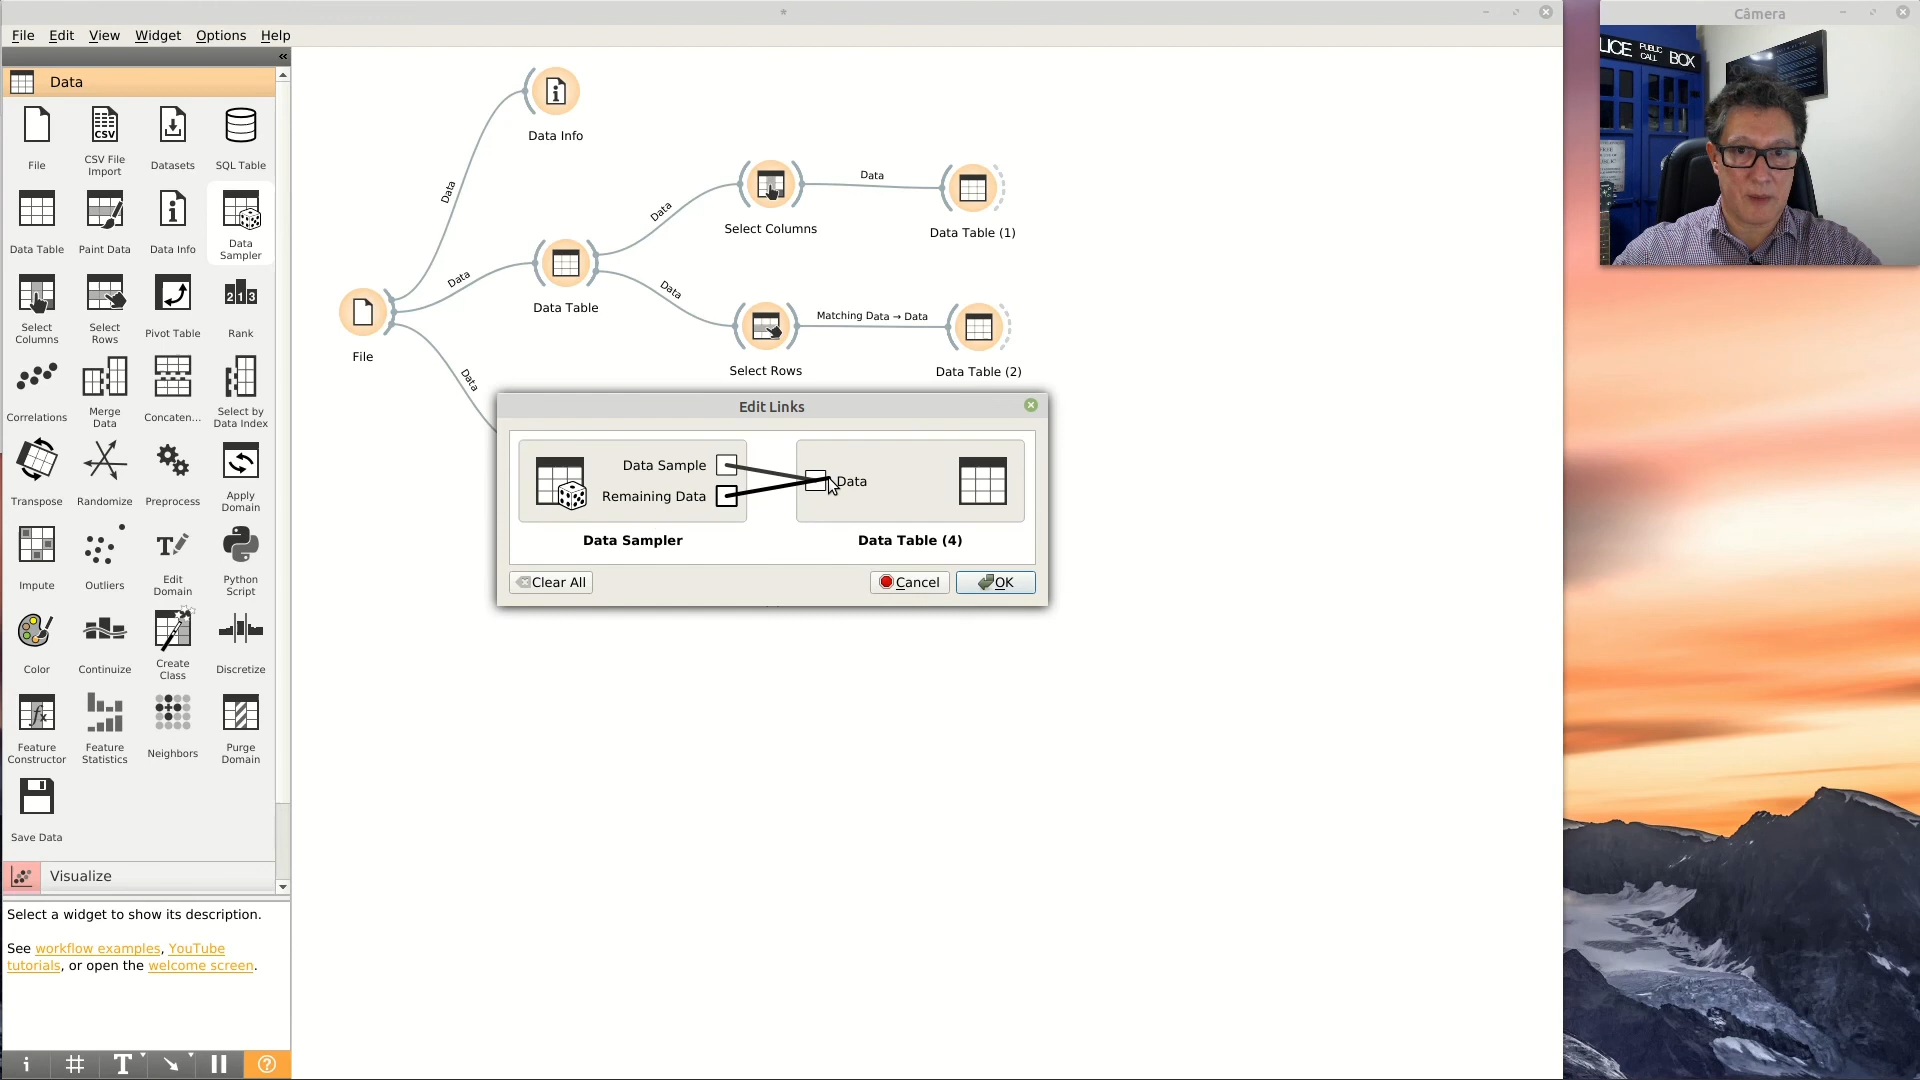 *
File Edit View Widget Options Help
«
Data
File
CSV File
Import
Datasets
SQL Table
Data Table
Paint Data
Data Info
Data
Sampler
Select
Columns
Select
Rows
Pivot Table
Rank
Correlations
Merge
Data
Concaten...
Select by
Data Index
Transpose
Randomize
Preprocess
Apply
Domain
Impute
Outliers
Edit
Domain
Python
Script
Color
Continuize
Create
Class
Discretize
Feature
Constructor
Feature
Statistics
Neighbors
Purge
Domain
Save Data
Visualize
Select a widget to show its description.
See workflow examples, YouTube
tutorials, or open the welcome screen.
Data Info
Data
Data
Data
Select Columns
Data Table (1)
Data
Data Table
File
Data
Matching Data → Data
Select Rows
Data Table (2)
Data
Edit Links
Data Sample
Remaining Data
Data
Data Sampler
Data Table (4)
Clear All
Cancel
OK
Câmera
LICE PUBLIC CALL BOX